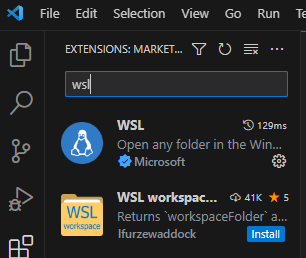 File Edit Selection View Go Run
EXTENSIONS: MARKET...
wsl
WSL 129ms
Open any folder in the Win...
Microsoft
WSL workspac... 41K 5
Returns `workspaceFolder` a...
lfurzewaddock Install
WSL
workspace